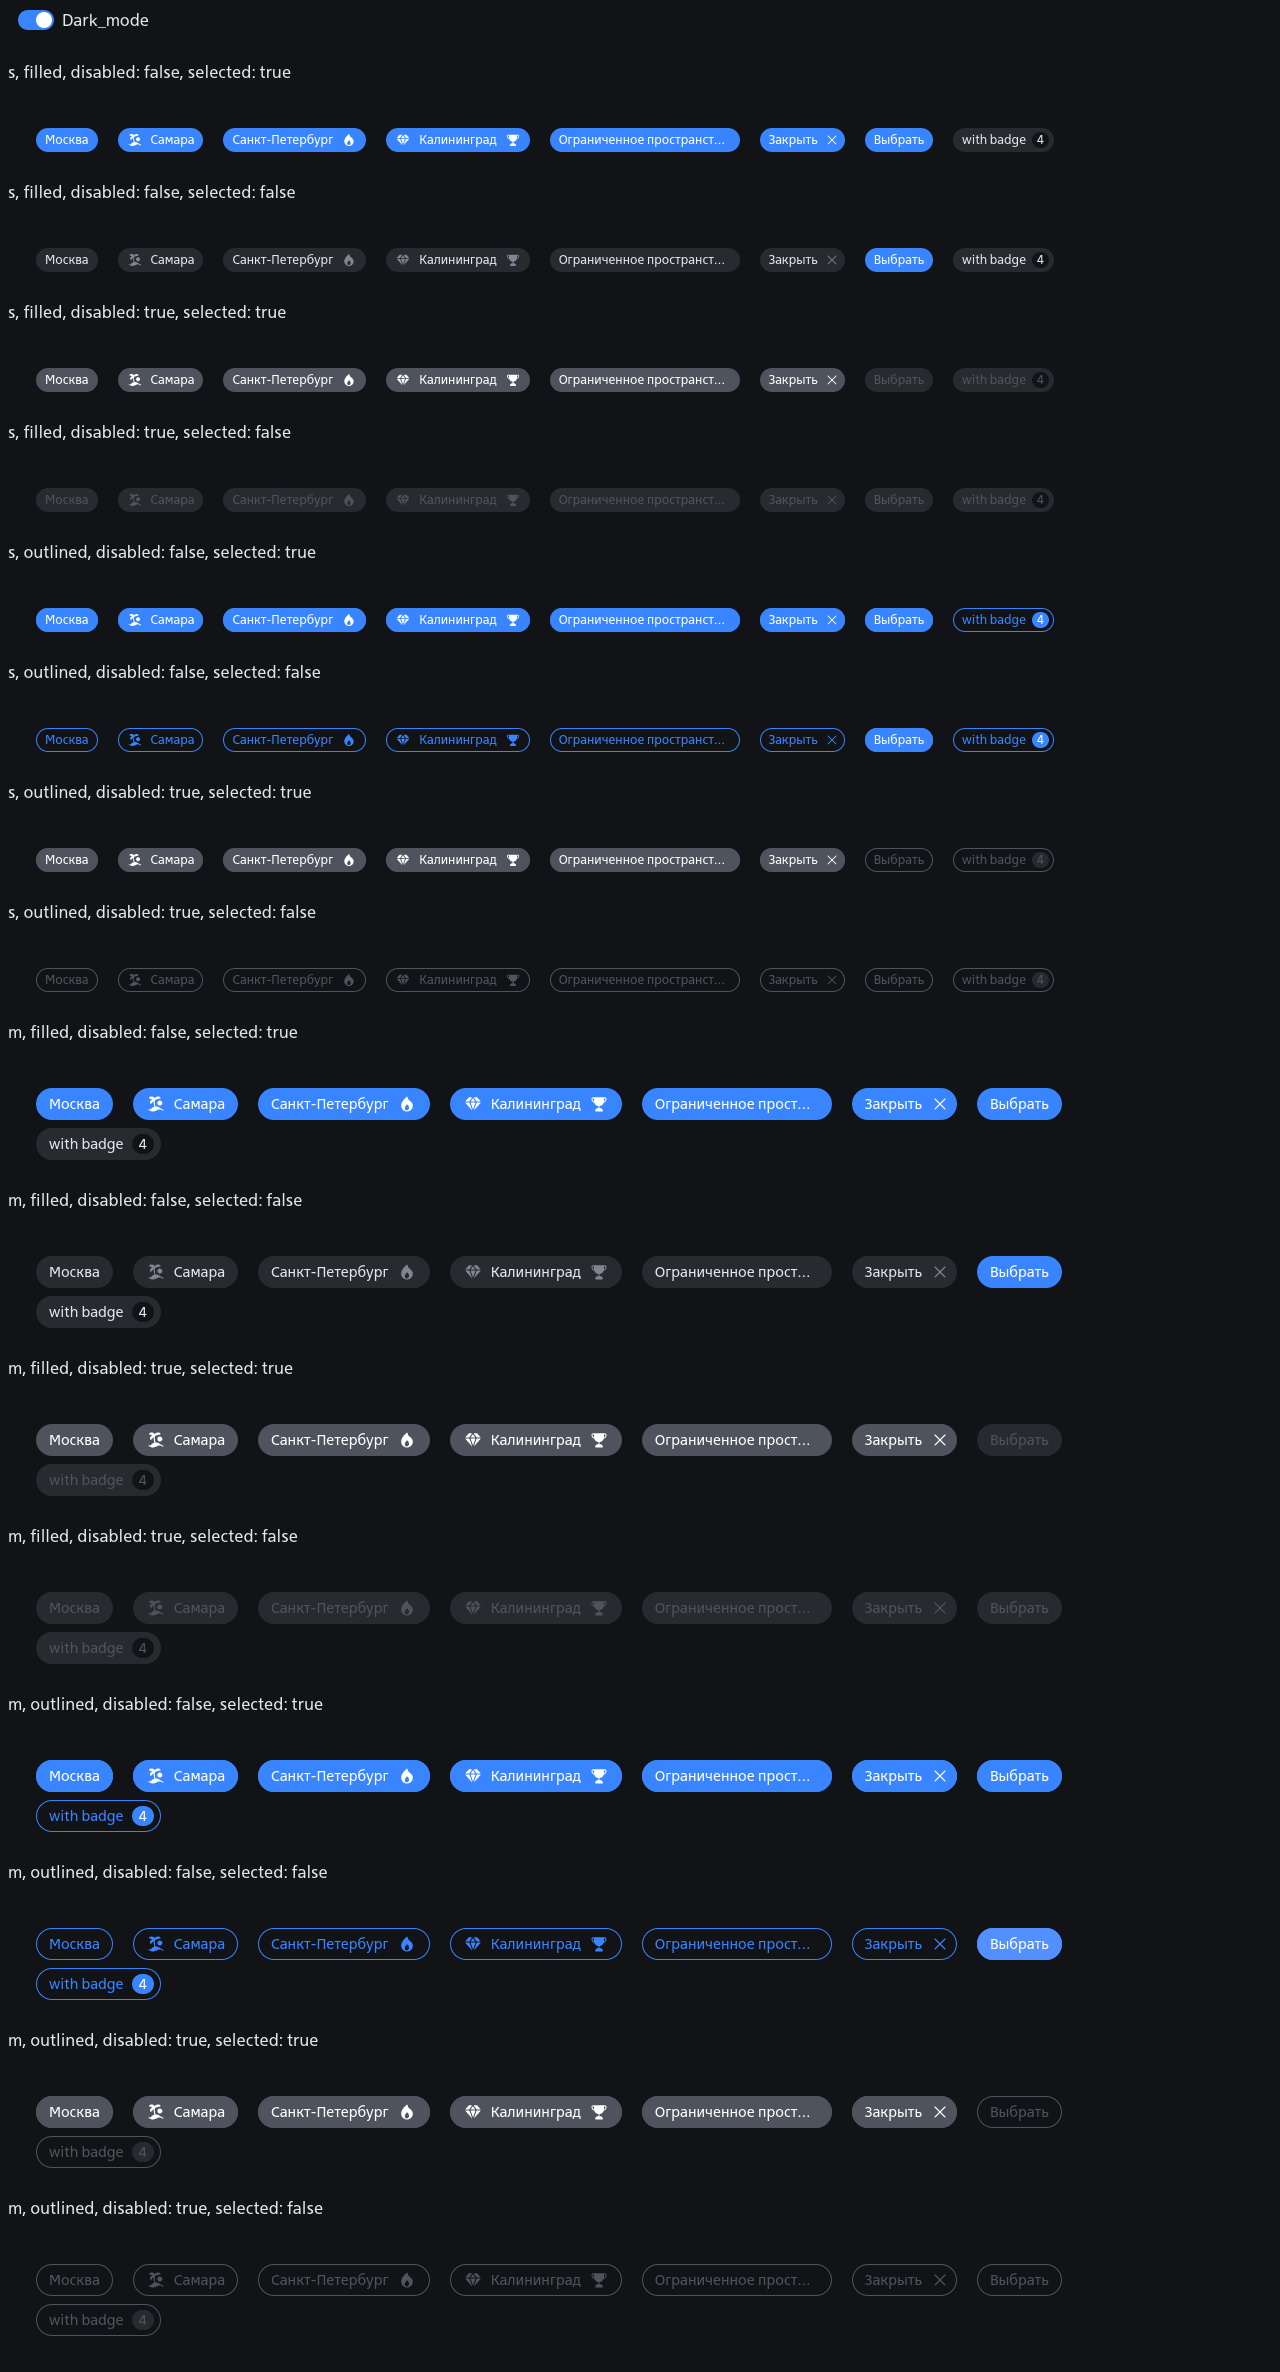 Dark_mode
s, filled, disabled: false, selected: true
Москва Самара Санкт-Петербург Калининград Ограниченное пространст... Закрыть Выбрать with badge 4
s, filled, disabled: false, selected: false
Москва Самара Санкт-Петербург Калининград Ограниченное пространст... Закрыть Выбрать with badge 4
s, filled, disabled: true, selected: true
Москва Самара Санкт-Петербург Калининград Ограниченное пространст... Закрыть Выбрать with badge 4
s, filled, disabled: true, selected: false
Москва Самара Санкт-Петербург Калининград Ограниченное пространст... Закрыть Выбрать with badge 4
s, outlined, disabled: false, selected: true
Москва Самара Санкт-Петербург Калининград Ограниченное пространст... Закрыть Выбрать with badge 4
s, outlined, disabled: false, selected: false
Москва Самара Санкт-Петербург Калининград Ограниченное пространст... Закрыть Выбрать with badge 4
s, outlined, disabled: true, selected: true
Москва Самара Санкт-Петербург Калининград Ограниченное пространст... Закрыть Выбрать with badge 4
s, outlined, disabled: true, selected: false
Москва Самара Санкт-Петербург Калининград Ограниченное пространст... Закрыть Выбрать with badge 4
m, filled, disabled: false, selected: true
Москва Самара Санкт-Петербург Калининград Ограниченное прост... Закрыть Выбрать
with badge 4
m, filled, disabled: false, selected: false
Москва Самара Санкт-Петербург Калининград Ограниченное прост... Закрыть Выбрать
with badge 4
m, filled, disabled: true, selected: true
Москва Самара Санкт-Петербург Калининград Ограниченное прост... Закрыть Выбрать
with badge 4
m, filled, disabled: true, selected: false
Москва Самара Санкт-Петербург Калининград Ограниченное прост... Закрыть Выбрать
with badge 4
m, outlined, disabled: false, selected: true
Москва Самара Санкт-Петербург Калининград Ограниченное прост... Закрыть Выбрать
with badge 4
m, outlined, disabled: false, selected: false
Москва Самара Санкт-Петербург Калининград Ограниченное прост... Закрыть Выбрать
with badge 4
m, outlined, disabled: true, selected: true
Москва Самара Санкт-Петербург Калининград Ограниченное прост... Закрыть Выбрать
with badge 4
m, outlined, disabled: true, selected: false
Москва Самара Санкт-Петербург Калининград Ограниченное прост... Закрыть Выбрать
with badge 4